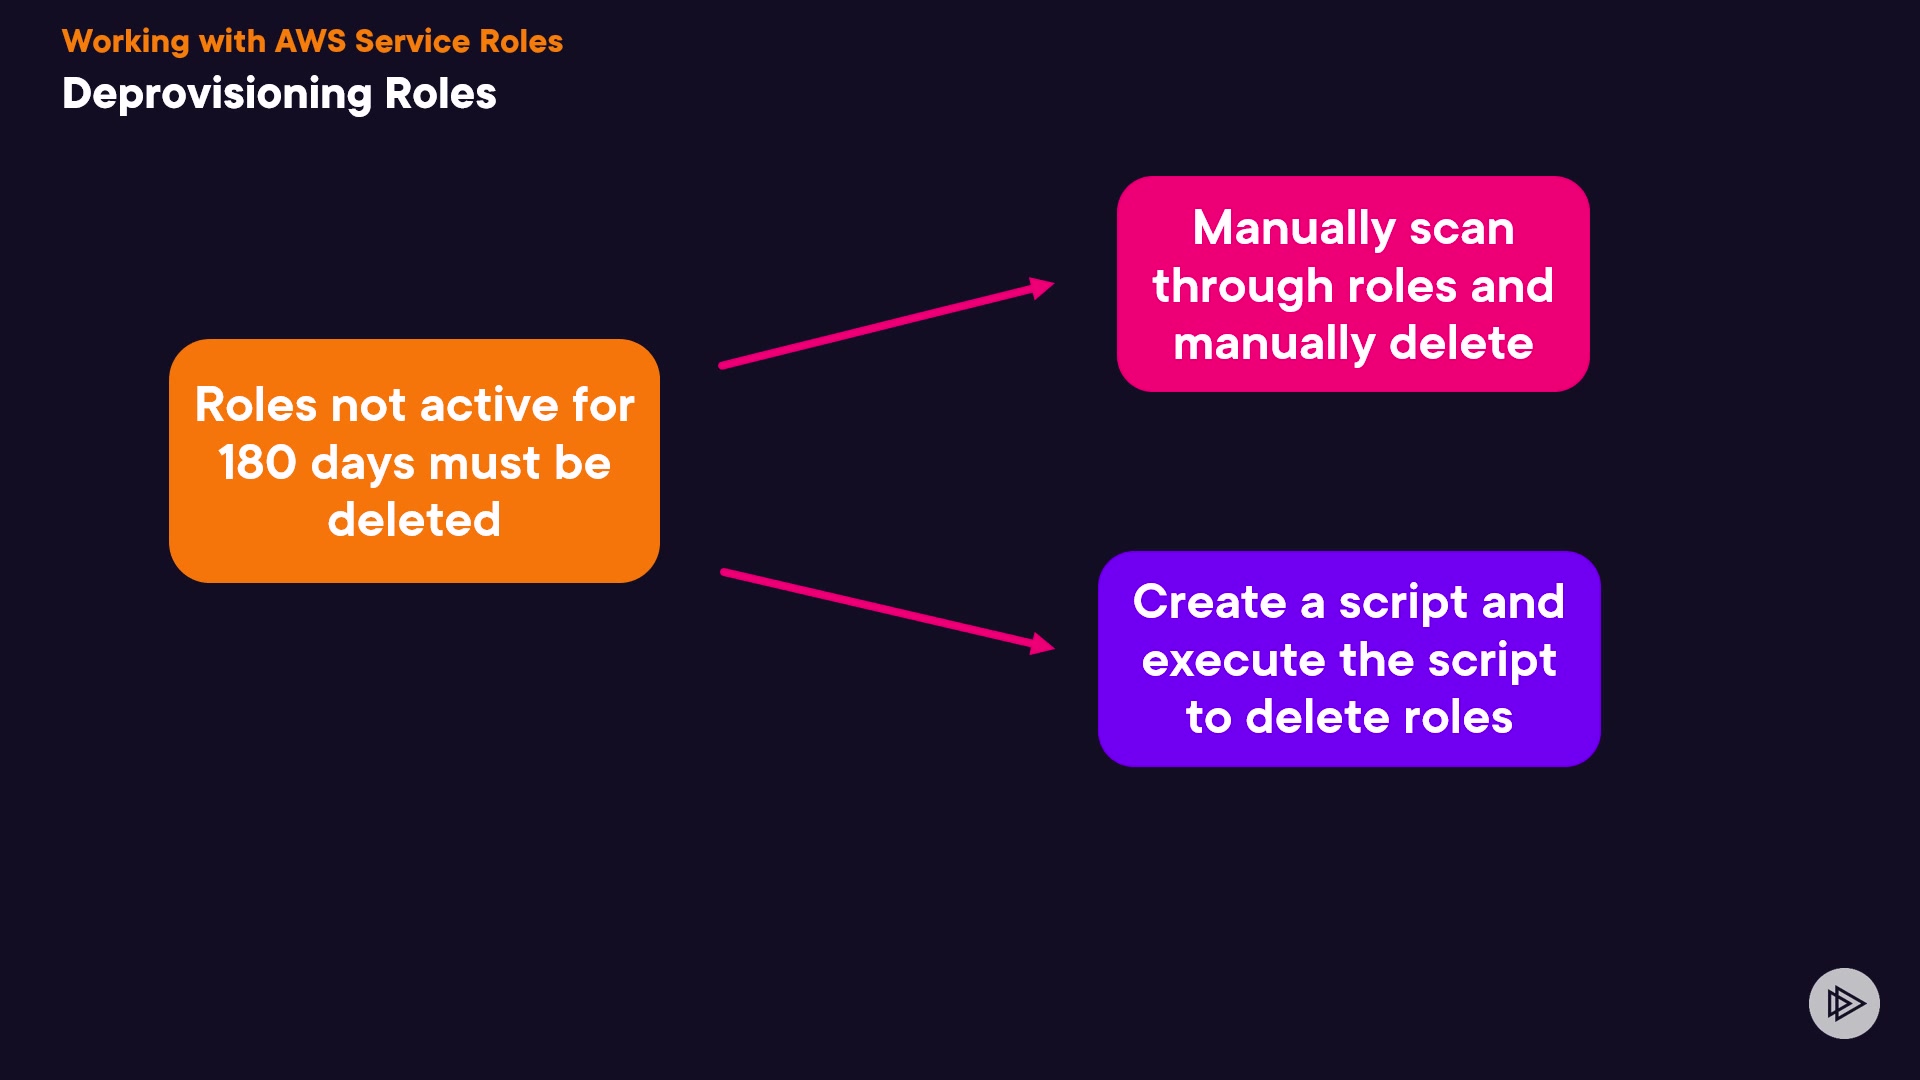 Working with AWS Service Roles
Deprovisioning Roles
Roles not active for
180 days must be
deleted
Manually scan
through roles and
manually delete
Create a script and
execute the script
to delete roles